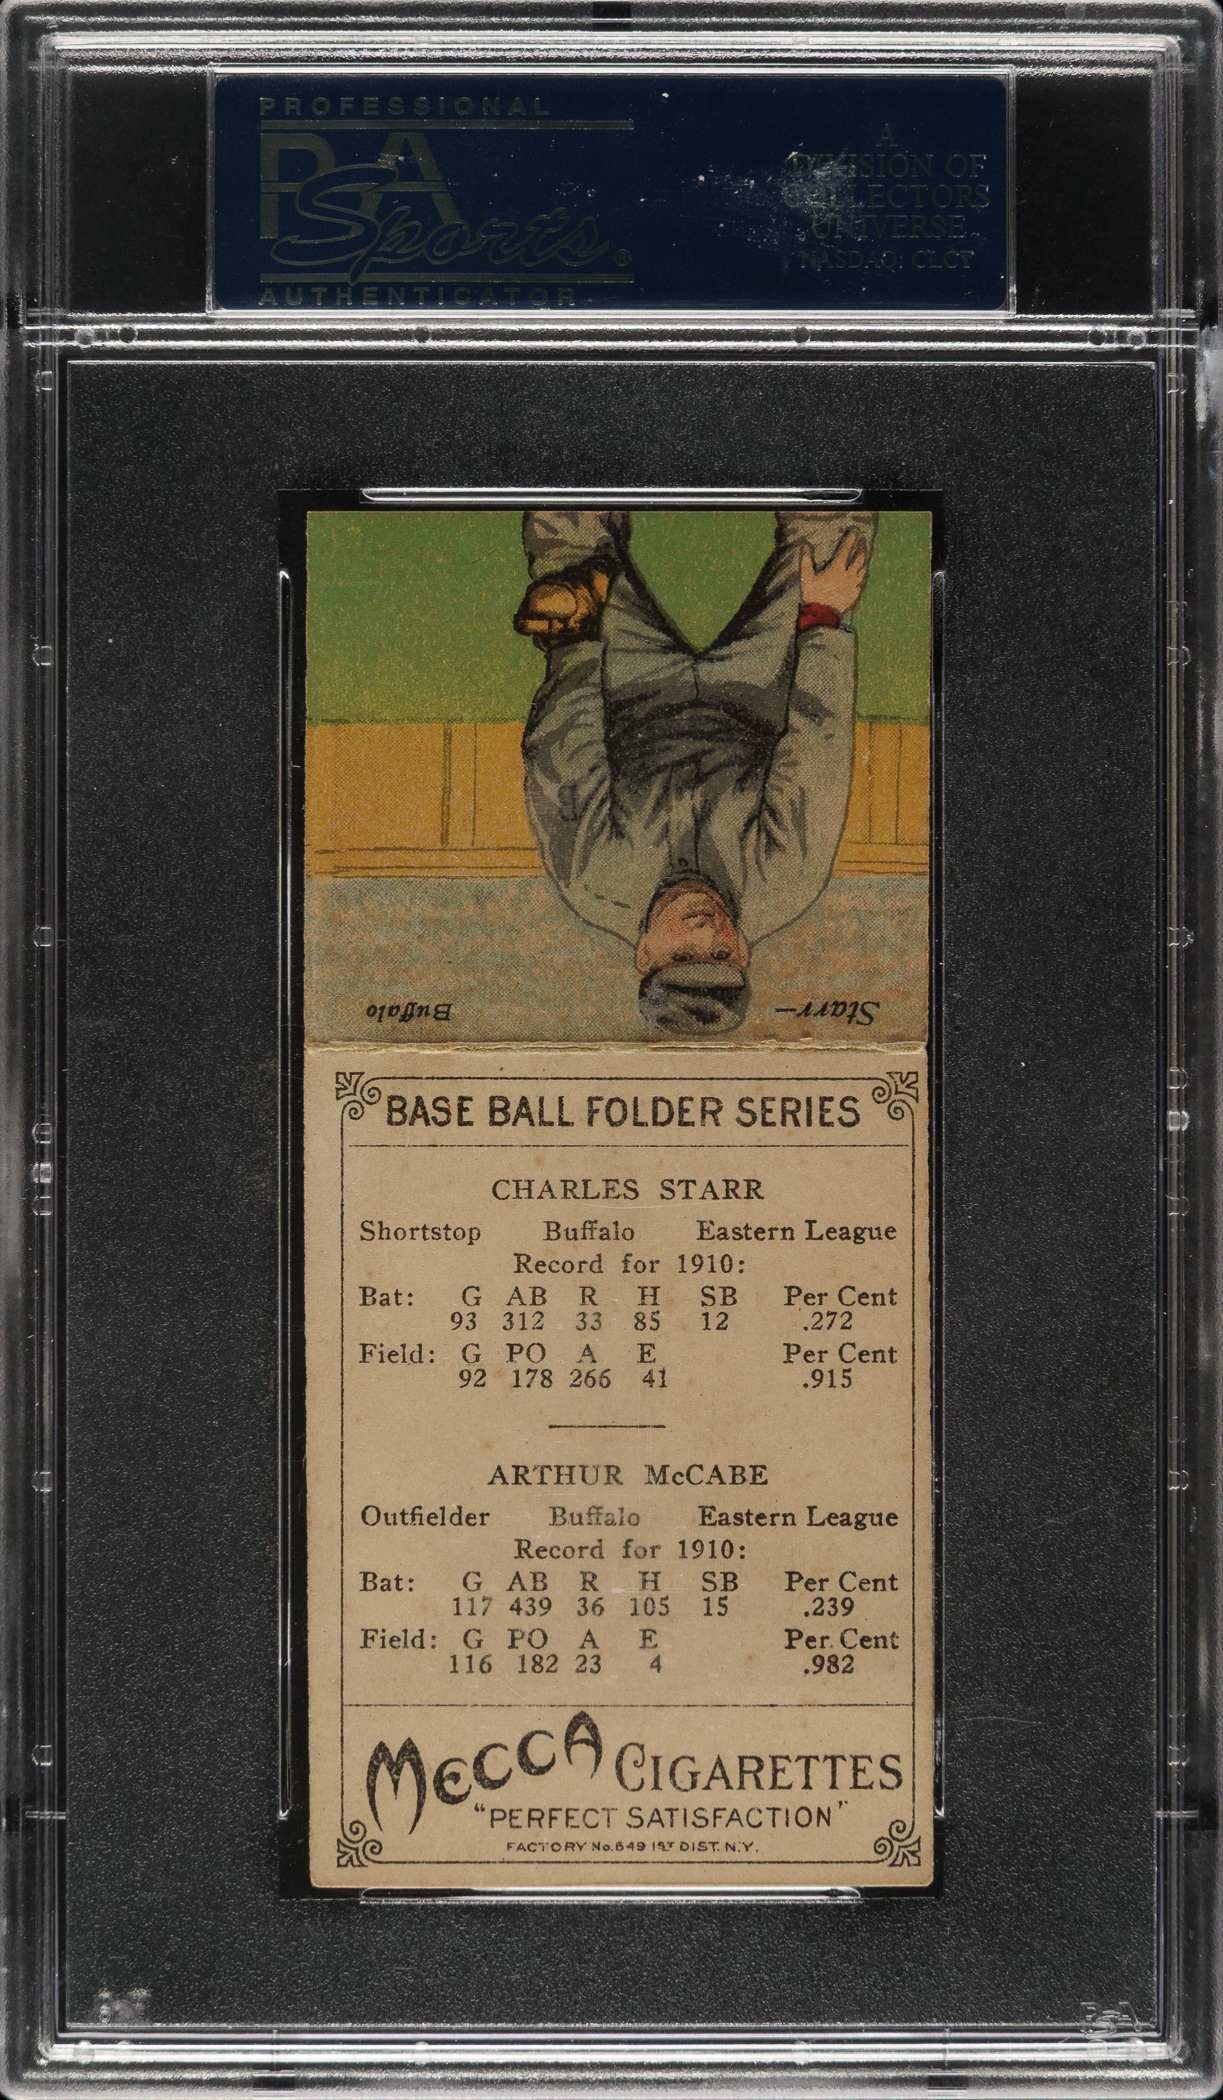 PROFESSIONAL
PSA
Sports®
AUTHENTICATOR
A
DIVISION OF
COLLECTORS
UNIVERSE
NASDAQ: CLCT
Starr— Buffalo
BASE BALL FOLDER SERIES
CHARLES STARR
Shortstop Buffalo Eastern League
Record for 1910:
Bat: G AB R H SB Per Cent
93 312 33 85 12 .272
Field: G PO A E Per Cent
92 178 266 41 .915
ARTHUR McCABE
Outfielder Buffalo Eastern League
Record for 1910:
Bat: G AB R H SB Per Cent
117 439 36 105 15 .239
Field: G PO A E Per Cent
116 182 23 4 .982
MECCA CIGARETTES
"PERFECT SATISFACTION"
FACTORY No. 649 1ST DIST. N.Y.
PSA